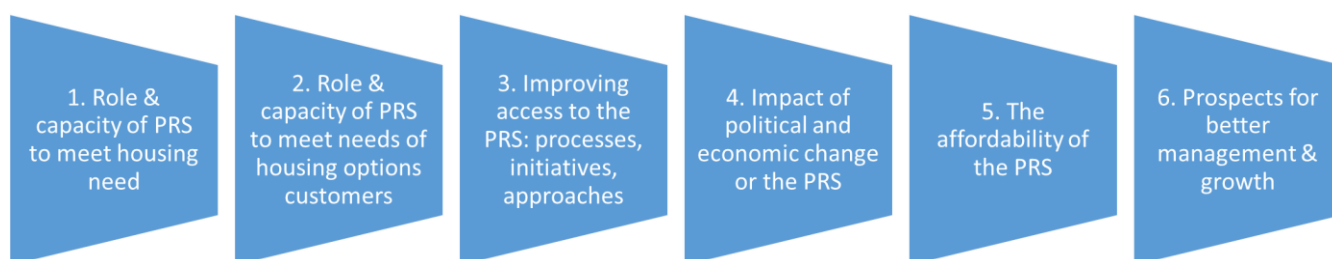 1. Role &
capacity of PRS
to meet housing
need
2. Role &
capacity of PRS
to meet needs of
housing options
customers
3. Improving
access to the
PRS: processes,
initiatives,
approaches
4. Impact of
political and
economic change
or the PRS
5. The
affordability of
the PRS
6. Prospects for
better
management &
growth